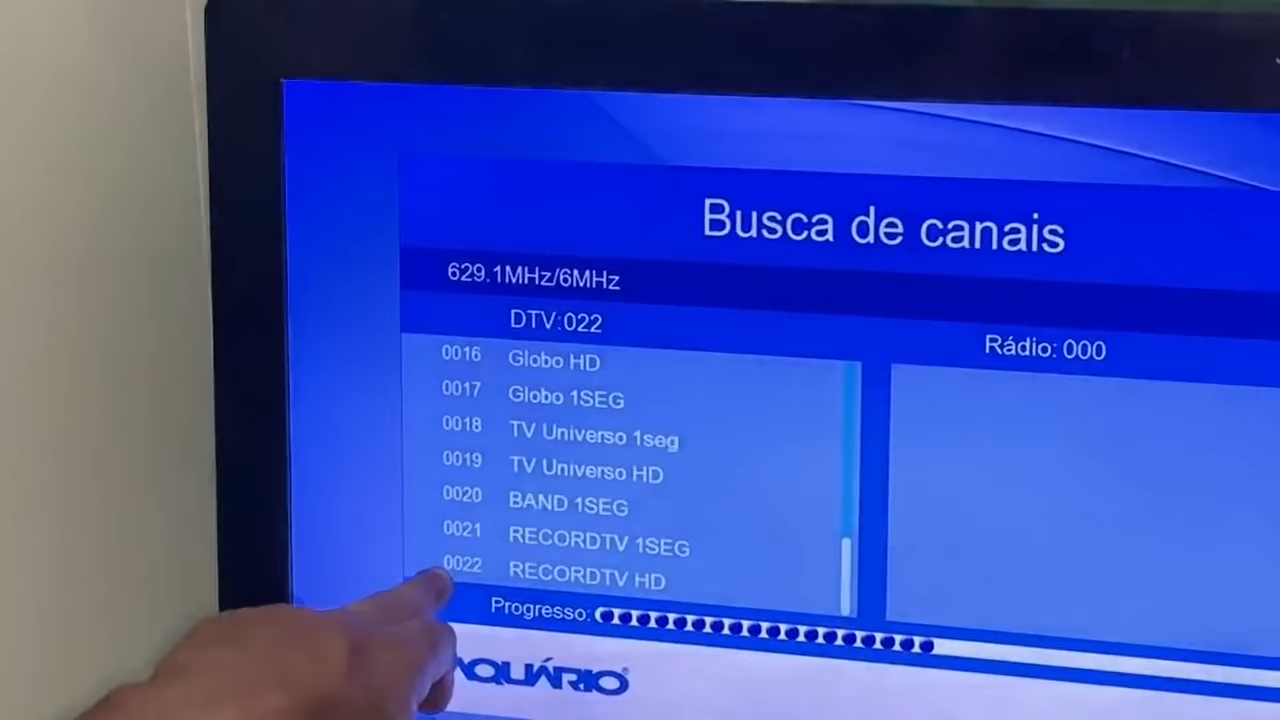 Busca de canais
629.1MHz/6MHz
DTV:022
Rádio: 000
0016 Globo HD
0017 Globo 1SEG
0018 TV Universo 1seg
0019 TV Universo HD
0020 BAND 1SEG
0021 RECORDTV 1SEG
0022 RECORDTV HD
Progresso:
AQUÁRIO®